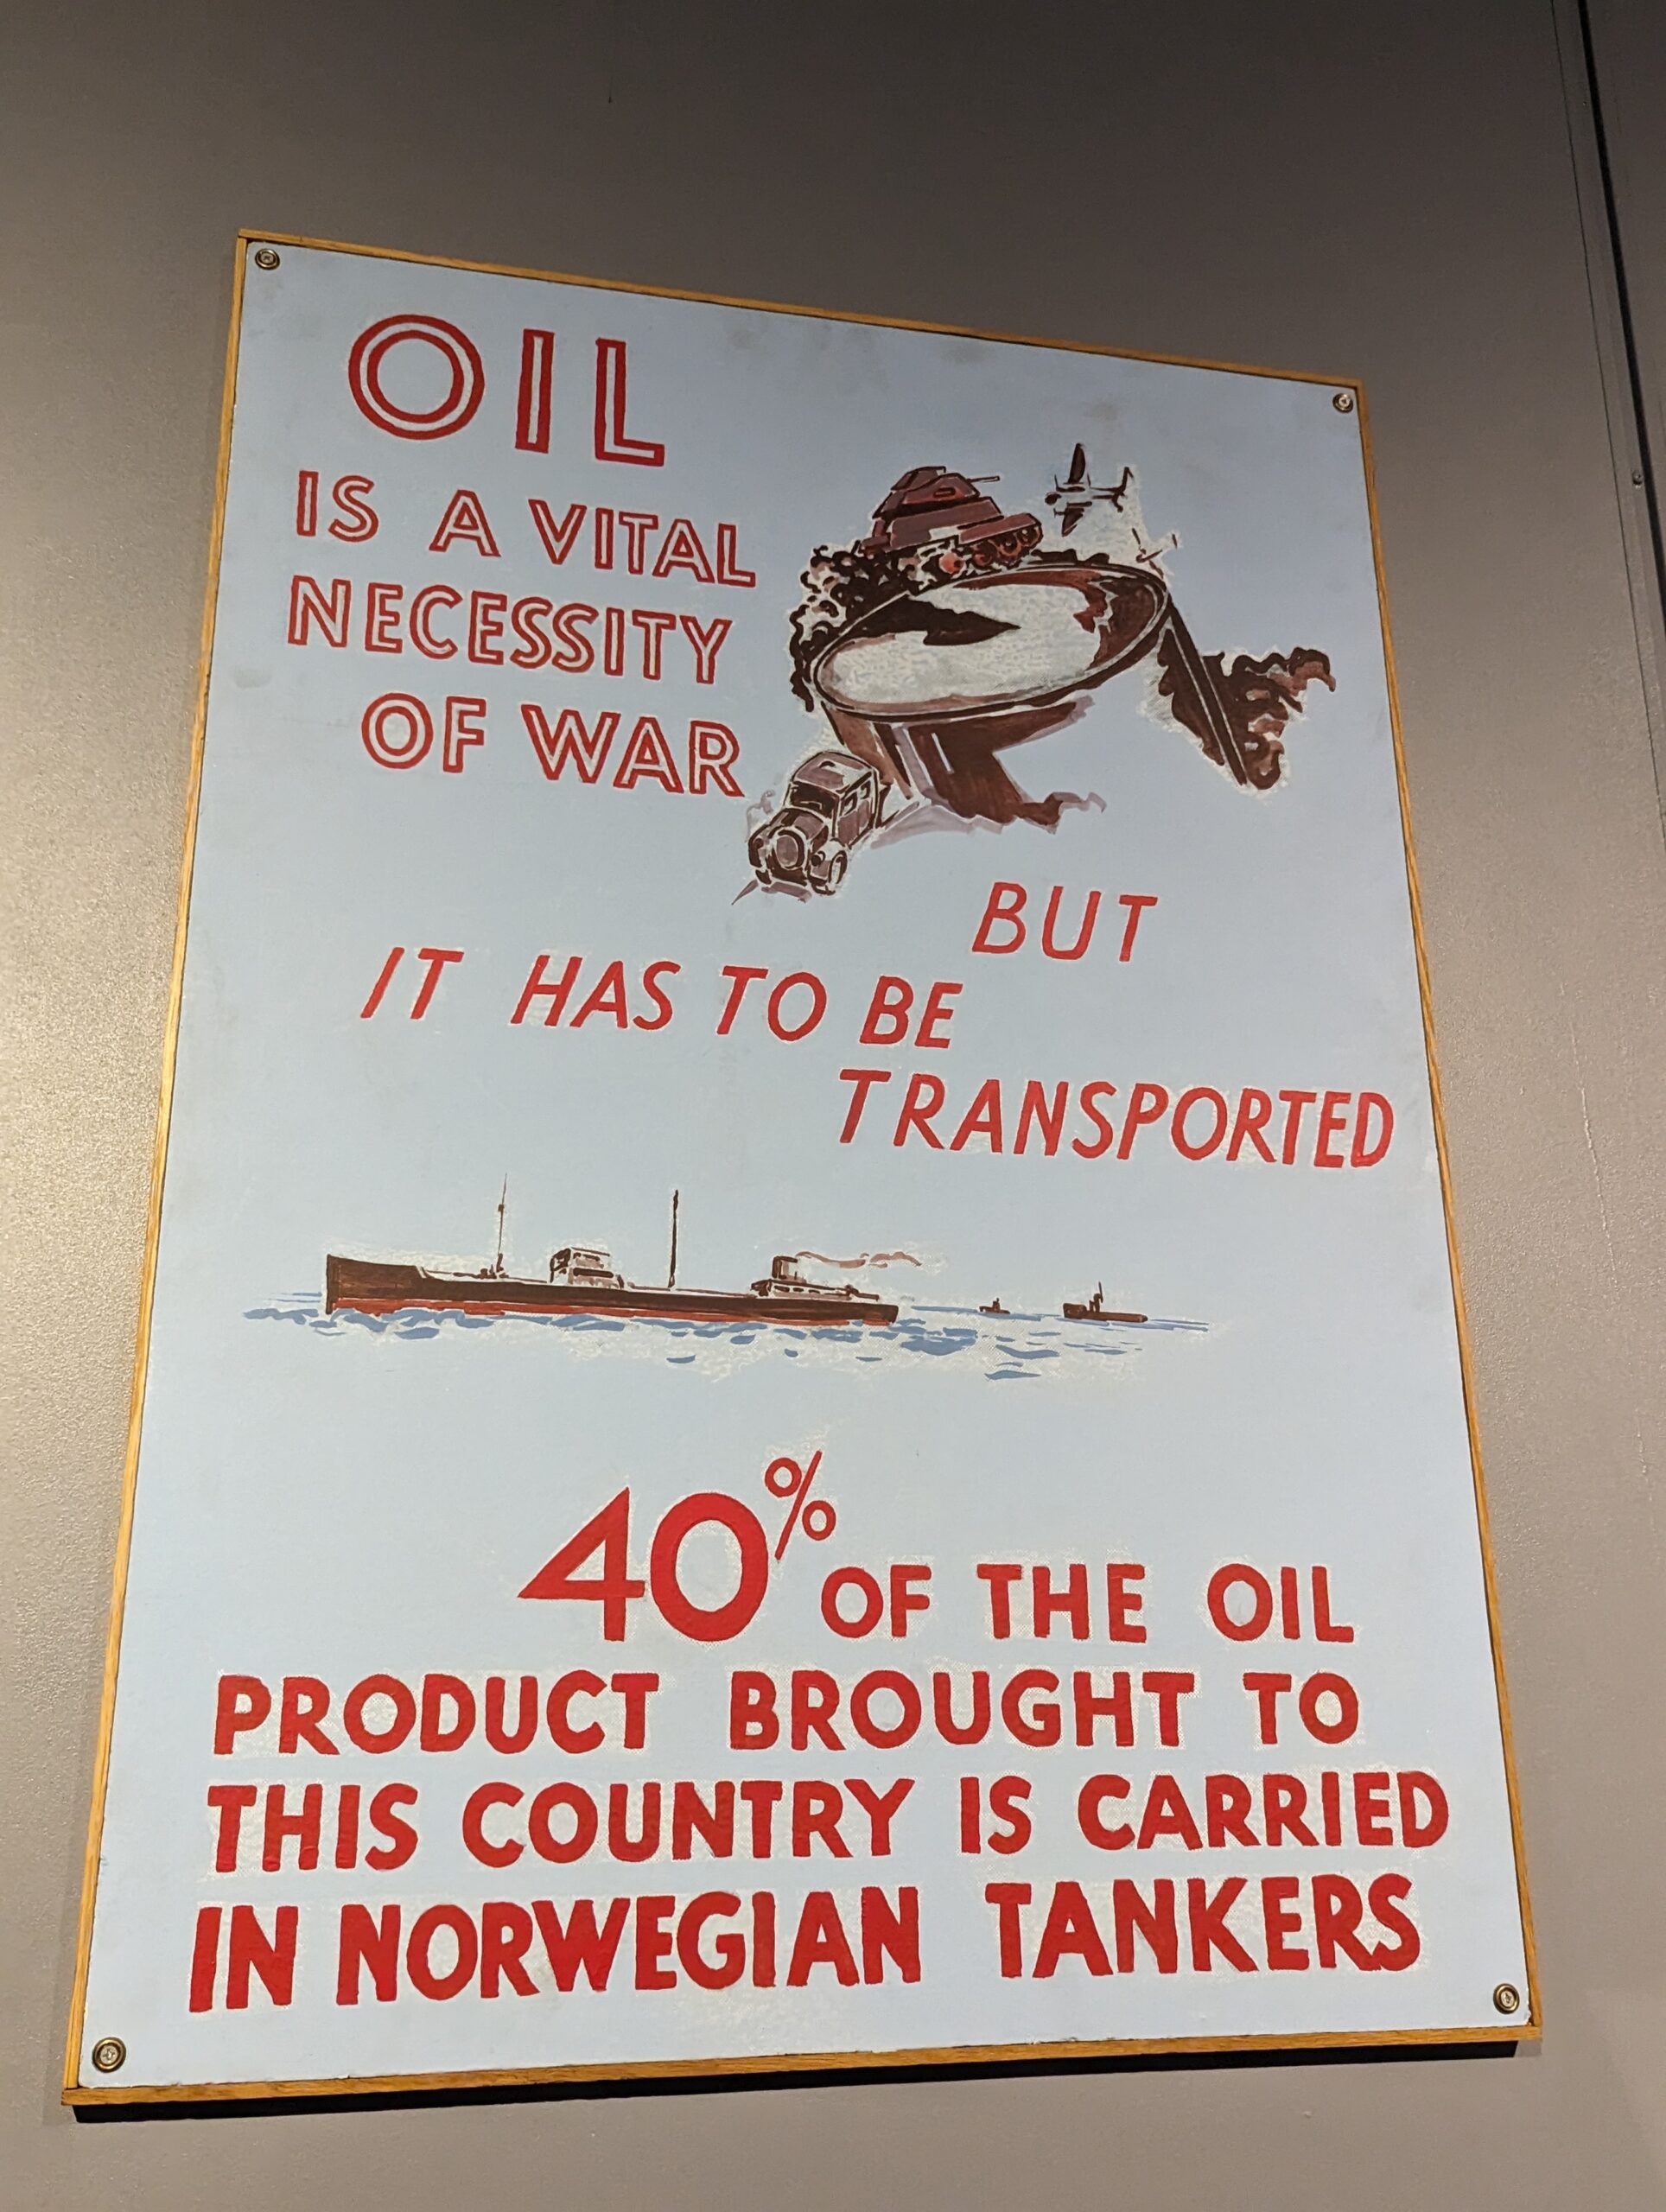 OIL
IS A VITAL
NECESSITY
OF WAR
BUT
IT HAS TO BE
TRANSPORTED
40% OF THE OIL
PRODUCT BROUGHT TO
THIS COUNTRY IS CARRIED
IN NORWEGIAN TANKERS